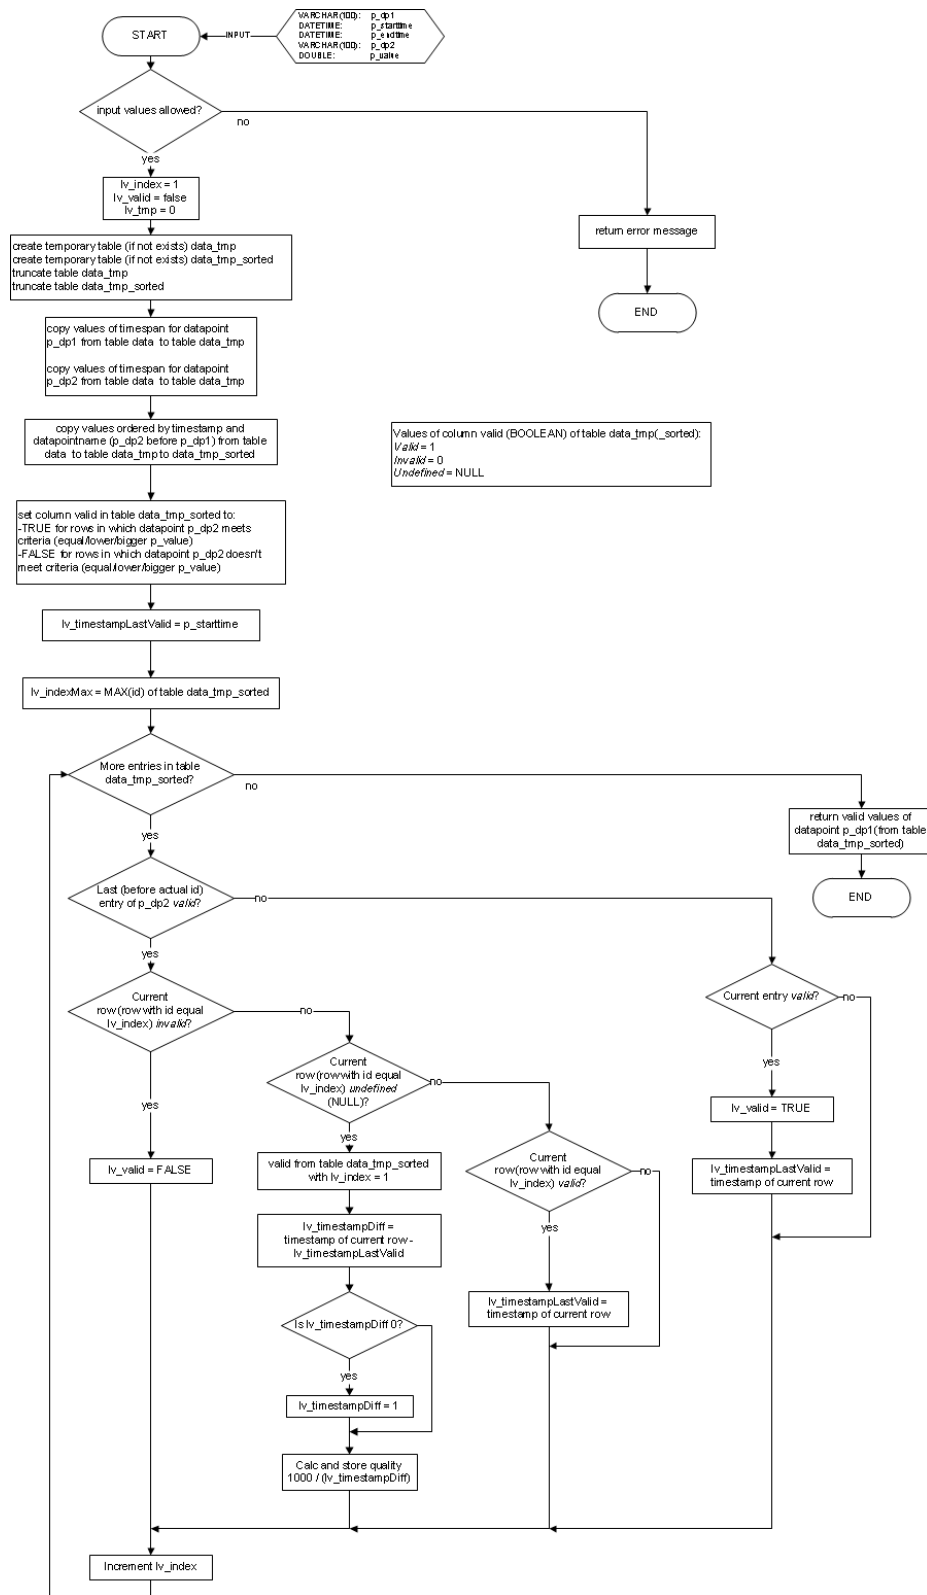 START
INPUT
VARCHAR(100): p_dp1
DATETIME: p_starttime
DATETIME: p_endtime
VARCHAR(100): p_dp2
DOUBLE: p_value
input values allowed?
no
yes
lv_index = 1
lv_valid = false
lv_tmp = 0
return error message
END
create temporary table (if not exists) data_tmp
create temporary table (if not exists) data_tmp_sorted
truncate table data_tmp
truncate table data_tmp_sorted
copy values of timespan for datapoint
p_dp1 from table data to table data_tmp
copy values of timespan for datapoint
p_dp2 from table data to table data_tmp
copy values ordered by timestamp and
datapointname (p_dp2 before p_dp1) from table
data to table data_tmp to data_tmp_sorted
Values of column valid (BOOLEAN) of table data_tmp(_sorted):
Valid = 1
Invalid = 0
Undefined = NULL
set column valid in table data_tmp_sorted to:
-TRUE for rows in which datapoint p_dp2 meets
criteria (equal/lower/bigger p_value)
-FALSE for rows in which datapoint p_dp2 doesn't
meet criteria (equal/lower/bigger p_value)
lv_timestampLastValid = p_starttime
lv_indexMax = MAX(id) of table data_tmp_sorted
More entries in table
data_tmp_sorted?
no
yes
return valid values of
datapoint p_dp1(from table
data_tmp_sorted)
END
Last (before actual id)
entry of p_dp2 valid?
no
yes
Current
row(row with id equal
lv_index) invalid?
no
yes
Current entry valid?
no
yes
Current
row(row with id equal
lv_index) undefined
(NULL)?
no
yes
lv_valid = TRUE
lv_valid = FALSE
valid from table data_tmp_sorted
with lv_index = 1
Current
row(row with id equal
lv_index) valid?
no
yes
lv_timestampLastValid =
timestamp of current row
lv_timestampDiff =
timestamp of current row -
lv_timestampLastValid
lv_timestampLastValid =
timestamp of current row
Is lv_timestampDiff 0?
yes
lv_timestampDiff = 1
Calc and store quality
1000 / (lv_timestampDiff)
Increment lv_index